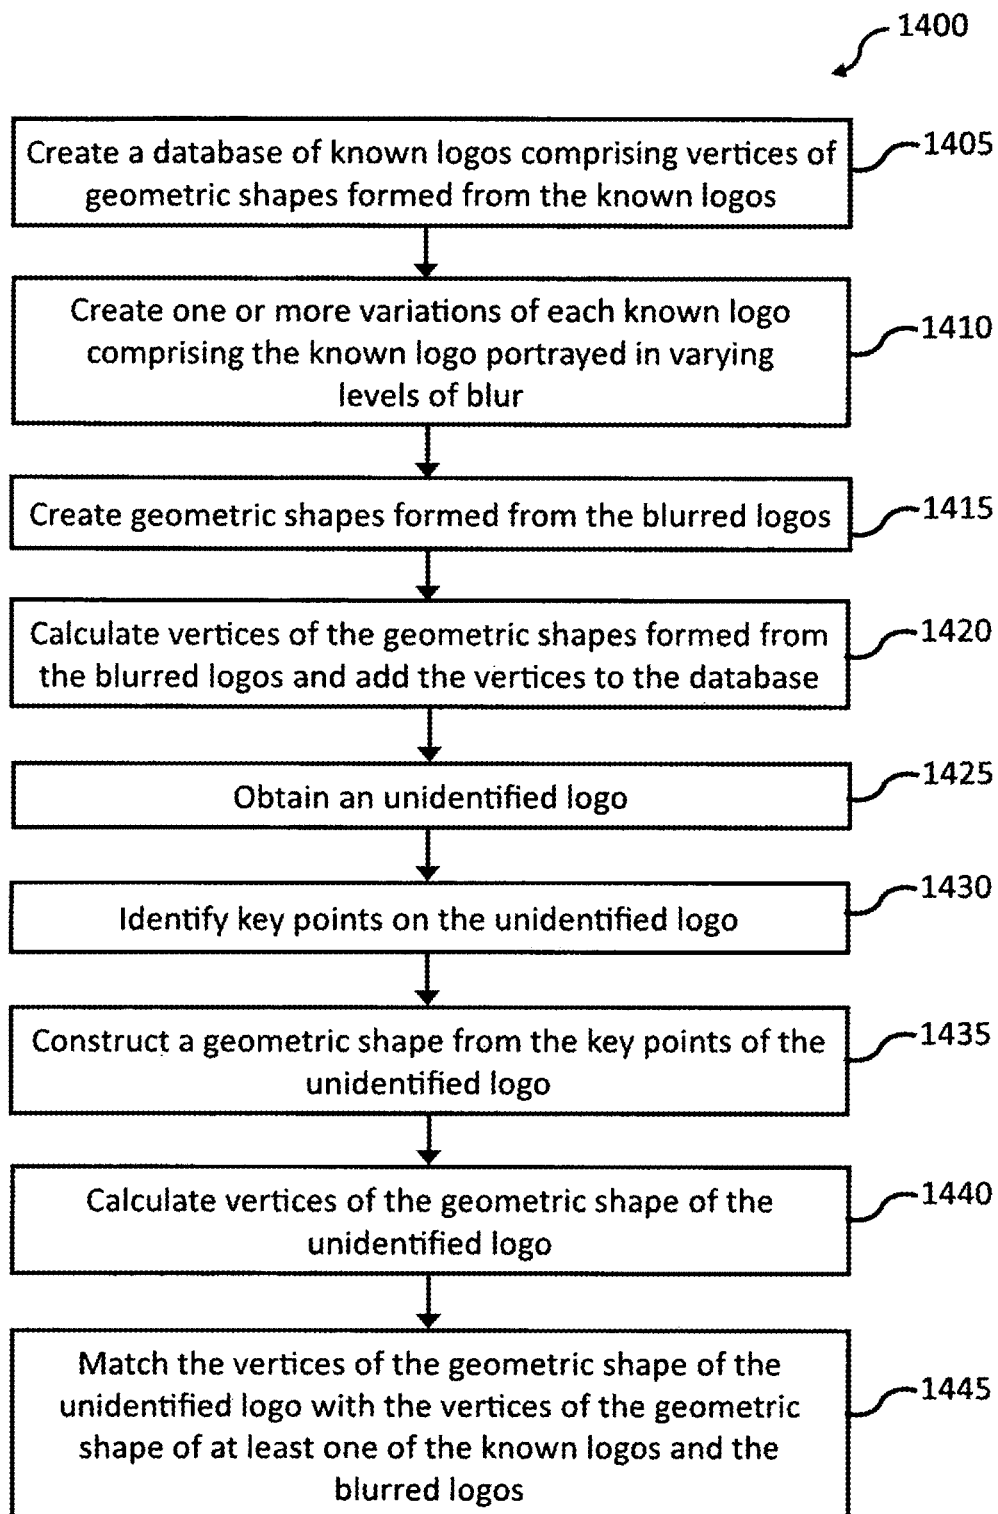 1400
Create a database of known logos comprising vertices of
geometric shapes formed from the known logos
1405
Create one or more variations of each known logo
comprising the known logo portrayed in varying
levels of blur
1410
Create geometric shapes formed from the blurred logos
1415
Calculate vertices of the geometric shapes formed from
the blurred logos and add the vertices to the database
1420
Obtain an unidentified logo
1425
Identify key points on the unidentified logo
1430
Construct a geometric shape from the key points of the
unidentified logo
1435
Calculate vertices of the geometric shape of the
unidentified logo
1440
Match the vertices of the geometric shape of the
unidentified logo with the vertices of the geometric
shape of at least one of the known logos and the
blurred logos
1445